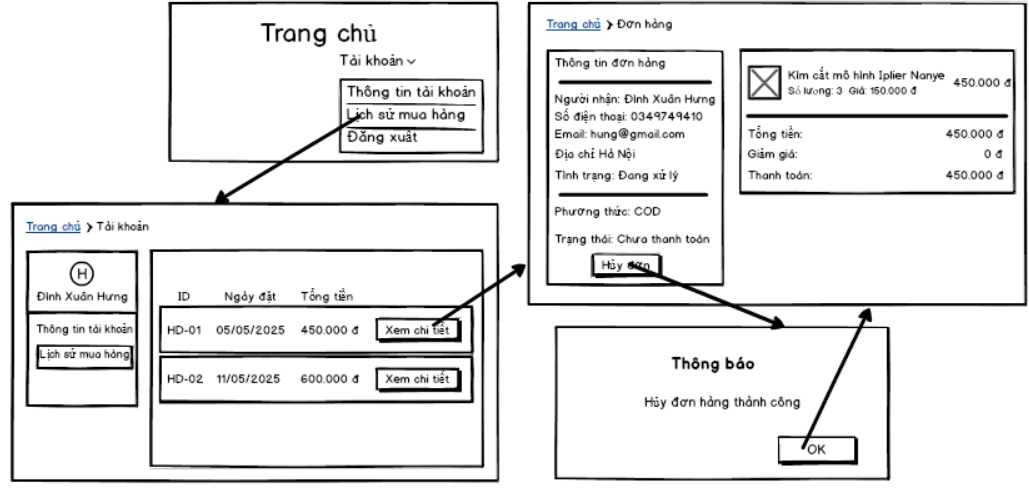 Trang chủ
Tài khoản
Thông tin tài khoản
Lịch sử mua hàng
Đăng xuất
Trang chủ > Tài khoản
H
Đinh Xuân Hưng
Thông tin tài khoản
Lịch sử mua hàng
ID Ngày đặt Tổng tiền
HD-01 05/05/2025 450.000 đ Xem chi tiết
HD-02 11/05/2025 600.000 đ Xem chi tiết
Trang chủ > Đơn hàng
Thông tin đơn hàng
Người nhận: Đinh Xuân Hưng
Số điện thoại: 0349749410
Email: hung@gmail.com
Địa chỉ Hà Nội
Tình trạng: Đang xử lý
Phương thức: COD
Trạng thái: Chưa thanh toán
Hủy đơn
Kìm cắt mô hình Iplier Nanye 450.000 đ
Số lượng: 3 Giá: 150.000 đ
Tổng tiền: 450.000 đ
Giảm giá: 0 đ
Thanh toán: 450.000 đ
Thông báo
Hủy đơn hàng thành công
OK